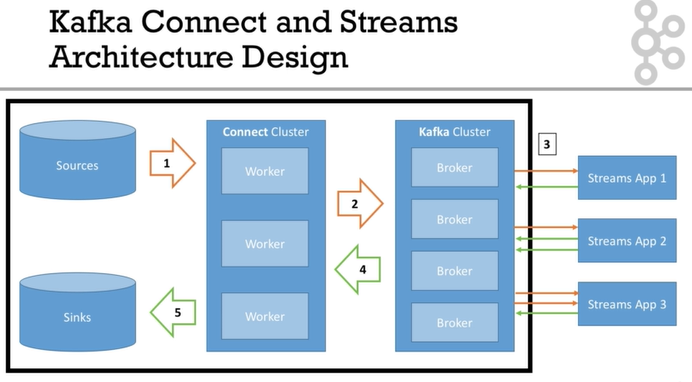 Kafka Connect and Streams
Architecture Design
Sources
1
Connect Cluster
Worker
Worker
Worker
2
4
Kafka Cluster
Broker
Broker
Broker
Broker
3
Streams App 1
Streams App 2
Streams App 3
Sinks
5